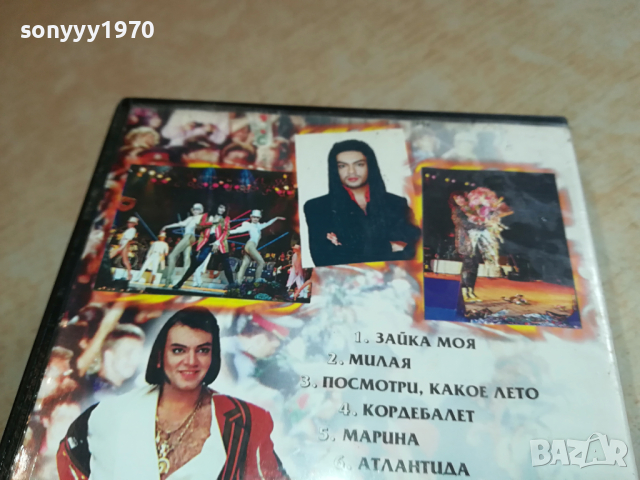 sonyyy1970
1. ЗАЙКА МОЯ
2. МИЛАЯ
3. ПОСМОТРИ, КАКОЕ ЛЕТО
4. КОРДЕБАЛЕТ
5. МАРИНА
6. АТЛАНТИДА
BAZAR